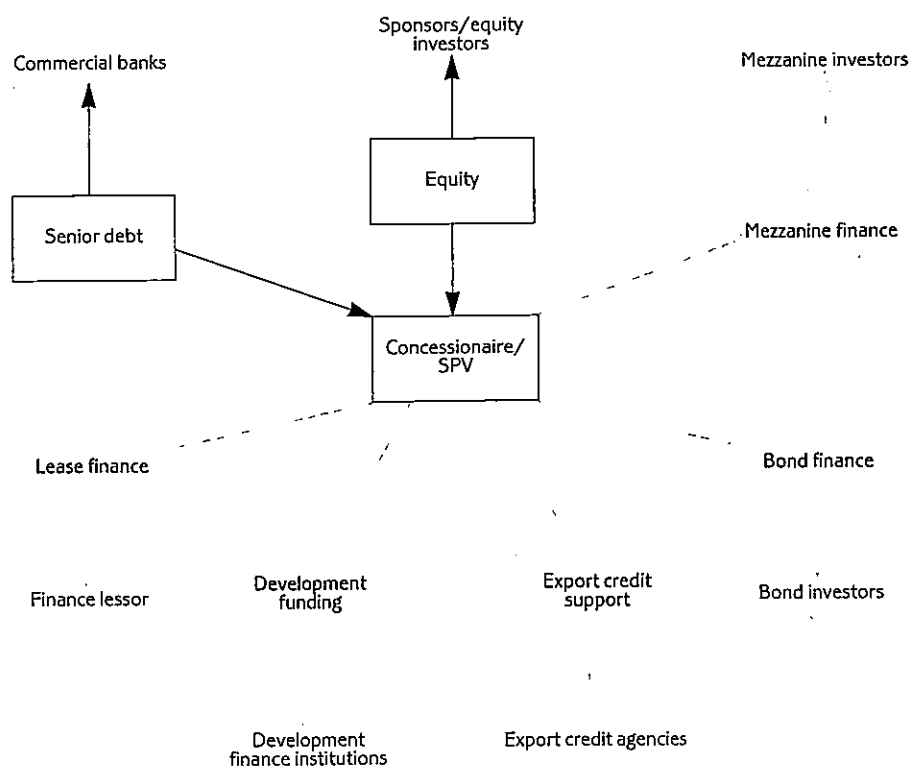 Sponsors/equity
investors
Commercial banks
Mezzanine investors
Equity
Senior debt
Mezzanine finance
Concessionaire/
SPV
Lease finance
Bond finance
Finance lessor
Development
funding
Export credit
support
Bond investors
Development
finance institutions
Export credit agencies